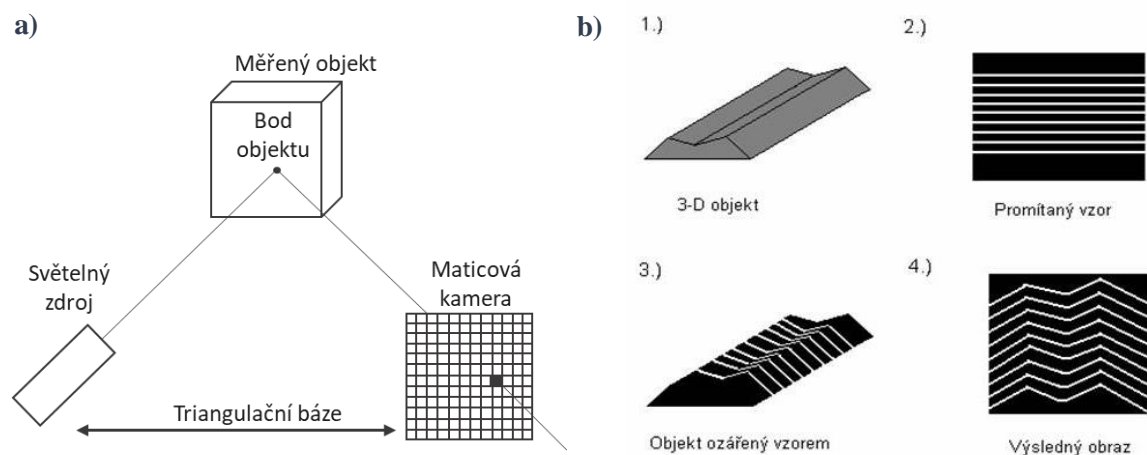 a)
Měřený objekt
Bod
objektu
Světelný
zdroj
Maticová
kamera
Triangulační báze
b)
1.)
3-D objekt
2.)
Promítaný vzor
3.)
Objekt ozářený vzorem
4.)
Výsledný obraz